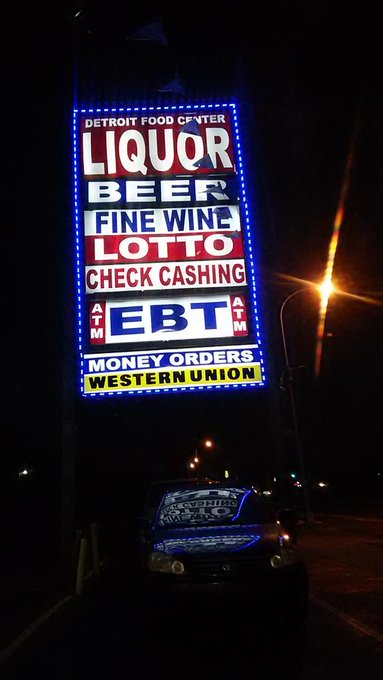 DETROIT FOOD CENTER
LIQUOR
BEER
FINE WINE
LOTTO
CHECK CASHING
ATM EBT ATM
MONEY ORDERS
WESTERN UNION